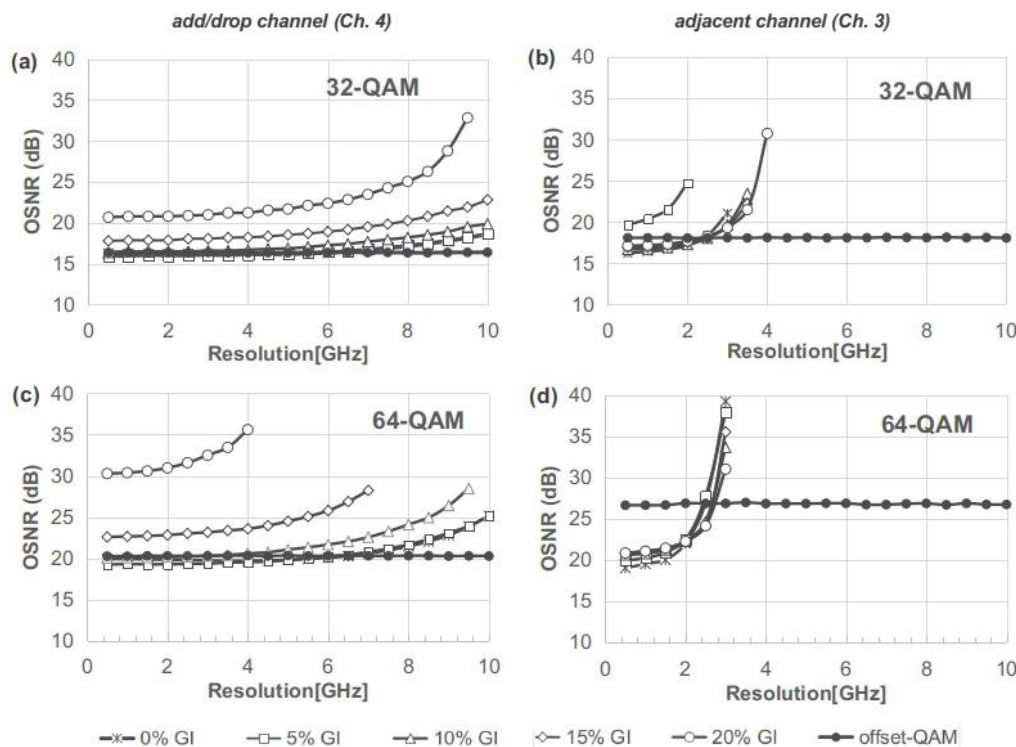 add/drop channel (Ch. 4)
adjacent channel (Ch. 3)
(a)
32-QAM
OSNR (dB)
40
35
30
25
20
15
10
0 2 4 6 8 10
Resolution[GHz]
(b)
32-QAM
OSNR (dB)
40
35
30
25
20
15
10
0 2 4 6 8 10
Resolution[GHz]
(c)
64-QAM
OSNR (dB)
40
35
30
25
20
15
10
0 2 4 6 8 10
Resolution[GHz]
(d)
64-QAM
OSNR (dB)
40
35
30
25
20
15
10
0 2 4 6 8 10
Resolution[GHz]
0% GI 5% GI 10% GI 15% GI 20% GI offset-QAM